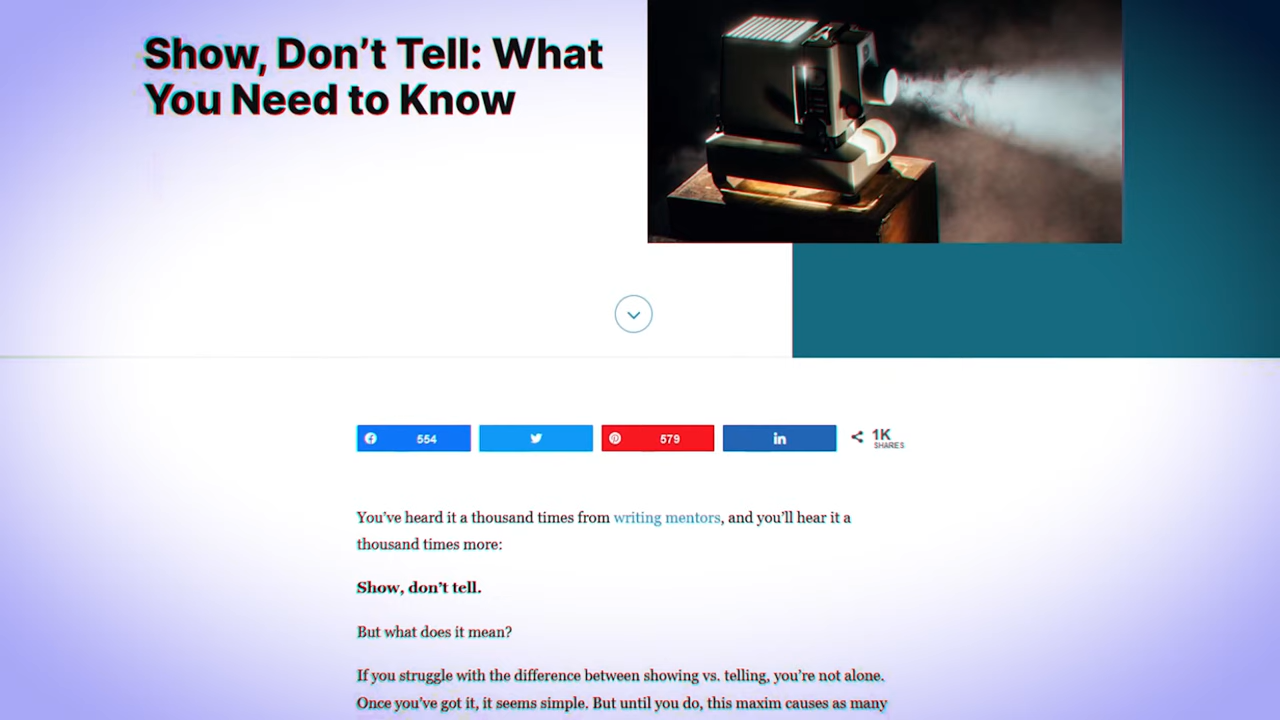 Show, Don't Tell: What
You Need to Know
554
579
1K
SHARES
You've heard it a thousand times from writing mentors, and you'll hear it a
thousand times more:
Show, don't tell.
But what does it mean?
If you struggle with the difference between showing vs. telling, you're not alone.
Once you've got it, it seems simple. But until you do, this maxim causes as many